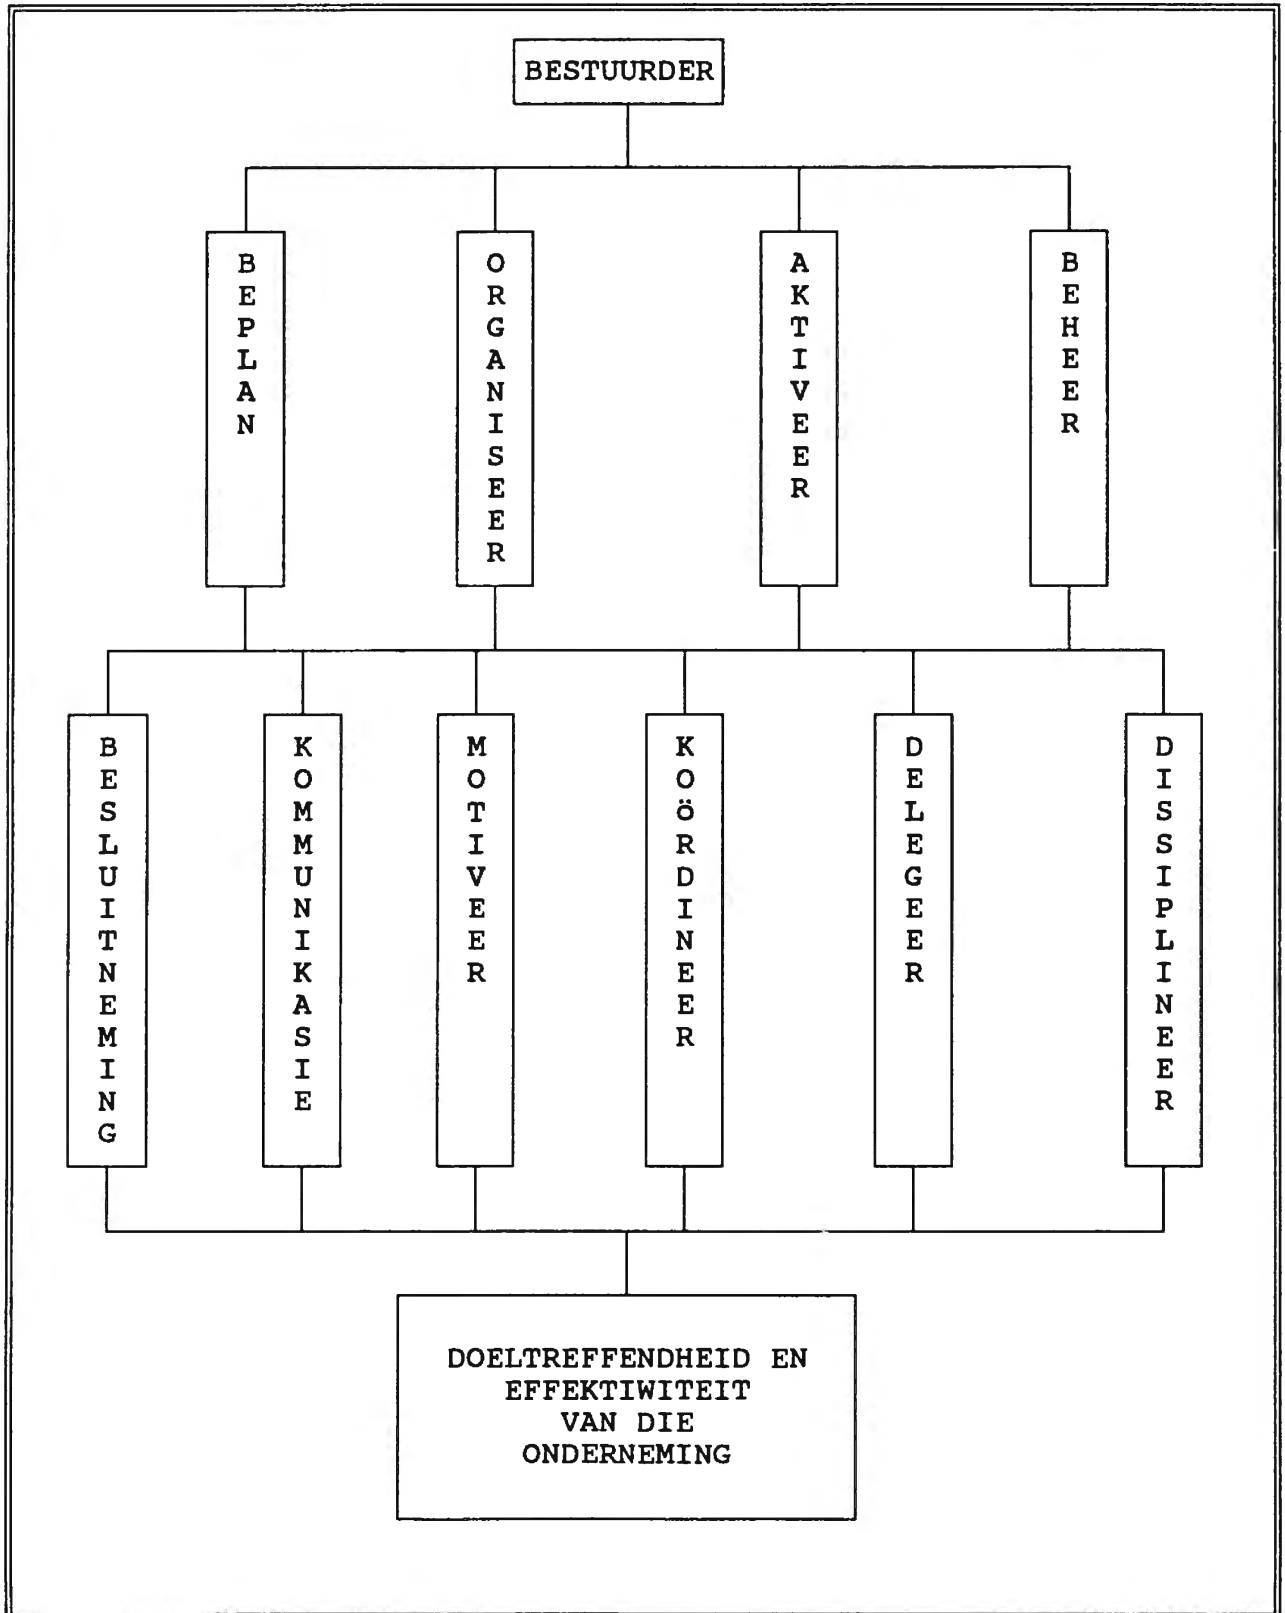 BESTUURDER
BEPLAN
ORGANISEER
AKTIVEER
BEHEER
BESLUITNEMING
KOMMUNIKASIE
MOTIVEER
KOÖRDINEER
DELEGEER
DISSIPLINEER
DOELTREFFENDHEID EN
EFFEKTIWITEIT
VAN DIE
ONDERNEMING